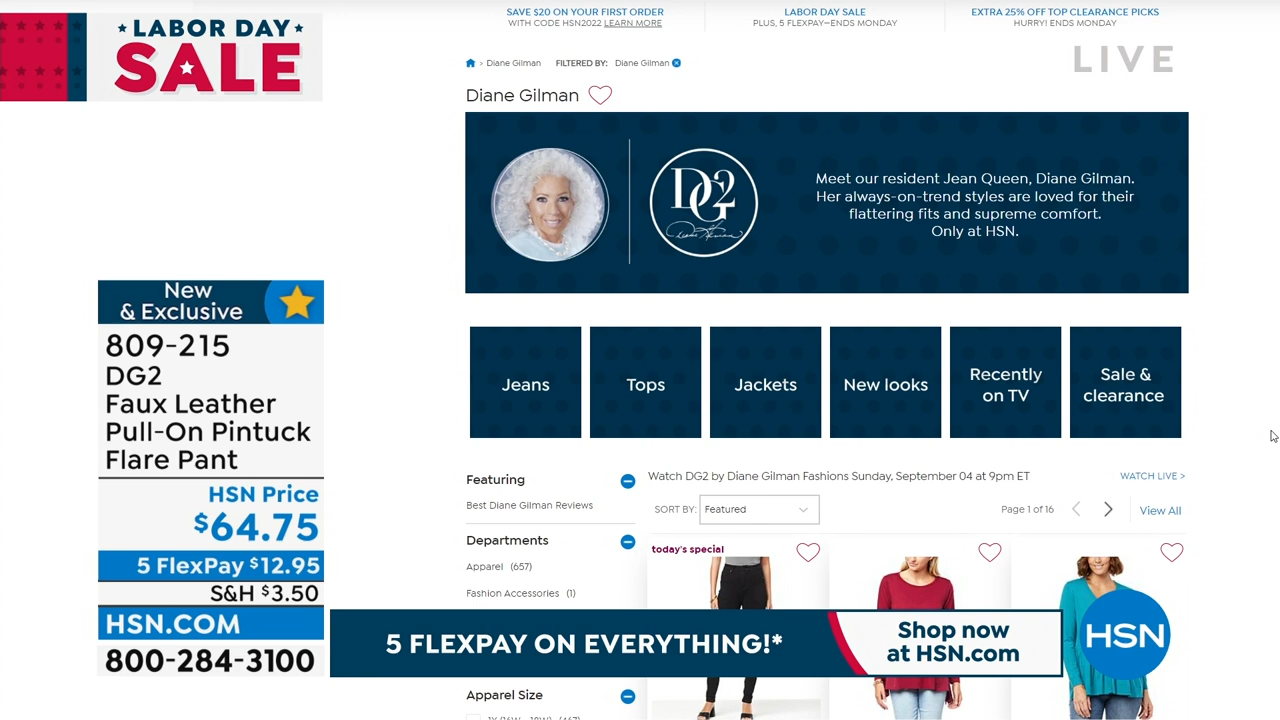 LABOR DAY
SALE
SAVE $20 ON YOUR FIRST ORDER
WITH CODE HSN2022 LEARN MORE
LABOR DAY SALE
PLUS, 5 FLEXPAY—ENDS MONDAY
EXTRA 25% OFF TOP CLEARANCE PICKS
HURRY! ENDS MONDAY
LIVE
> Diane Gilman FILTERED BY: Diane Gilman
Diane Gilman
DG2
Diane Gilman
Meet our resident Jean Queen, Diane Gilman.
Her always-on-trend styles are loved for their
flattering fits and supreme comfort.
Only at HSN.
Jeans
Tops
Jackets
New looks
Recently
on TV
Sale &
clearance
New
& Exclusive
809-215
DG2
Faux Leather
Pull-On Pintuck
Flare Pant
HSN Price
$64.75
5 FlexPay $12.95
S&H $3.50
HSN.COM
800-284-3100
Featuring
Best Diane Gilman Reviews
Departments
Apparel (657)
Fashion Accessories (1)
Watch DG2 by Diane Gilman Fashions Sunday, September 04 at 9pm ET
WATCH LIVE >
SORT BY: Featured
Page 1 of 16
View All
today's special
5 FLEXPAY ON EVERYTHING!*
Shop now
at HSN.com
HSN
Apparel Size
1X (16W - 18W) (467)